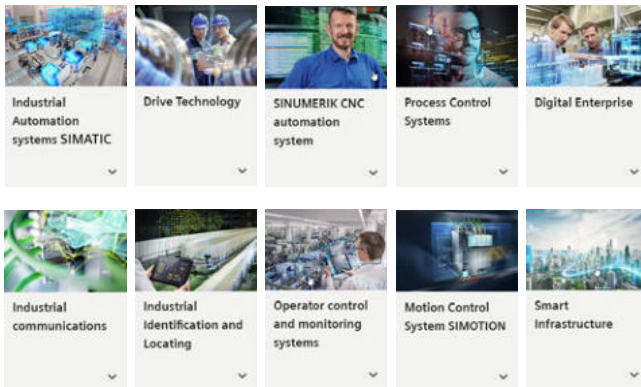 Industrial
Automation
systems SIMATIC
Drive Technology
SINUMERIK CNC
automation
system
Process Control
Systems
Digital Enterprise
Industrial
communications
Industrial
Identification and
Locating
Operator control
and monitoring
systems
Motion Control
System SIMOTION
Smart
Infrastructure